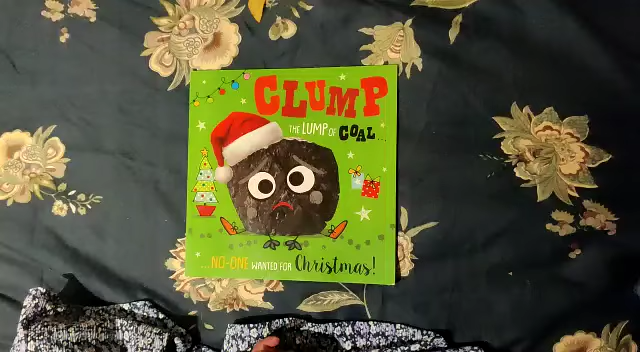 CLUMP
THE LUMP OF COAL...
...NO-ONE WANTED FOR Christmas!